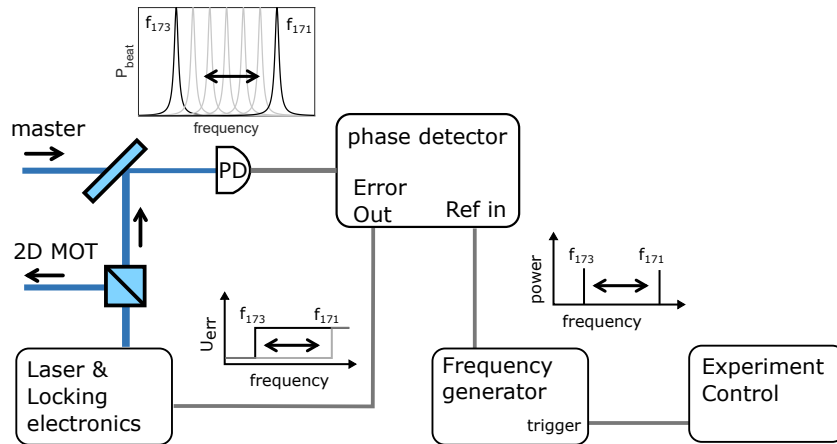 f173
f171
Pbeat
frequency
master
PD
phase detector
Error
Out
Ref in
2D MOT
f173
f171
power
frequency
f173
f171
Uerr
frequency
Laser &
Locking
electronics
Frequency
generator
trigger
Experiment
Control